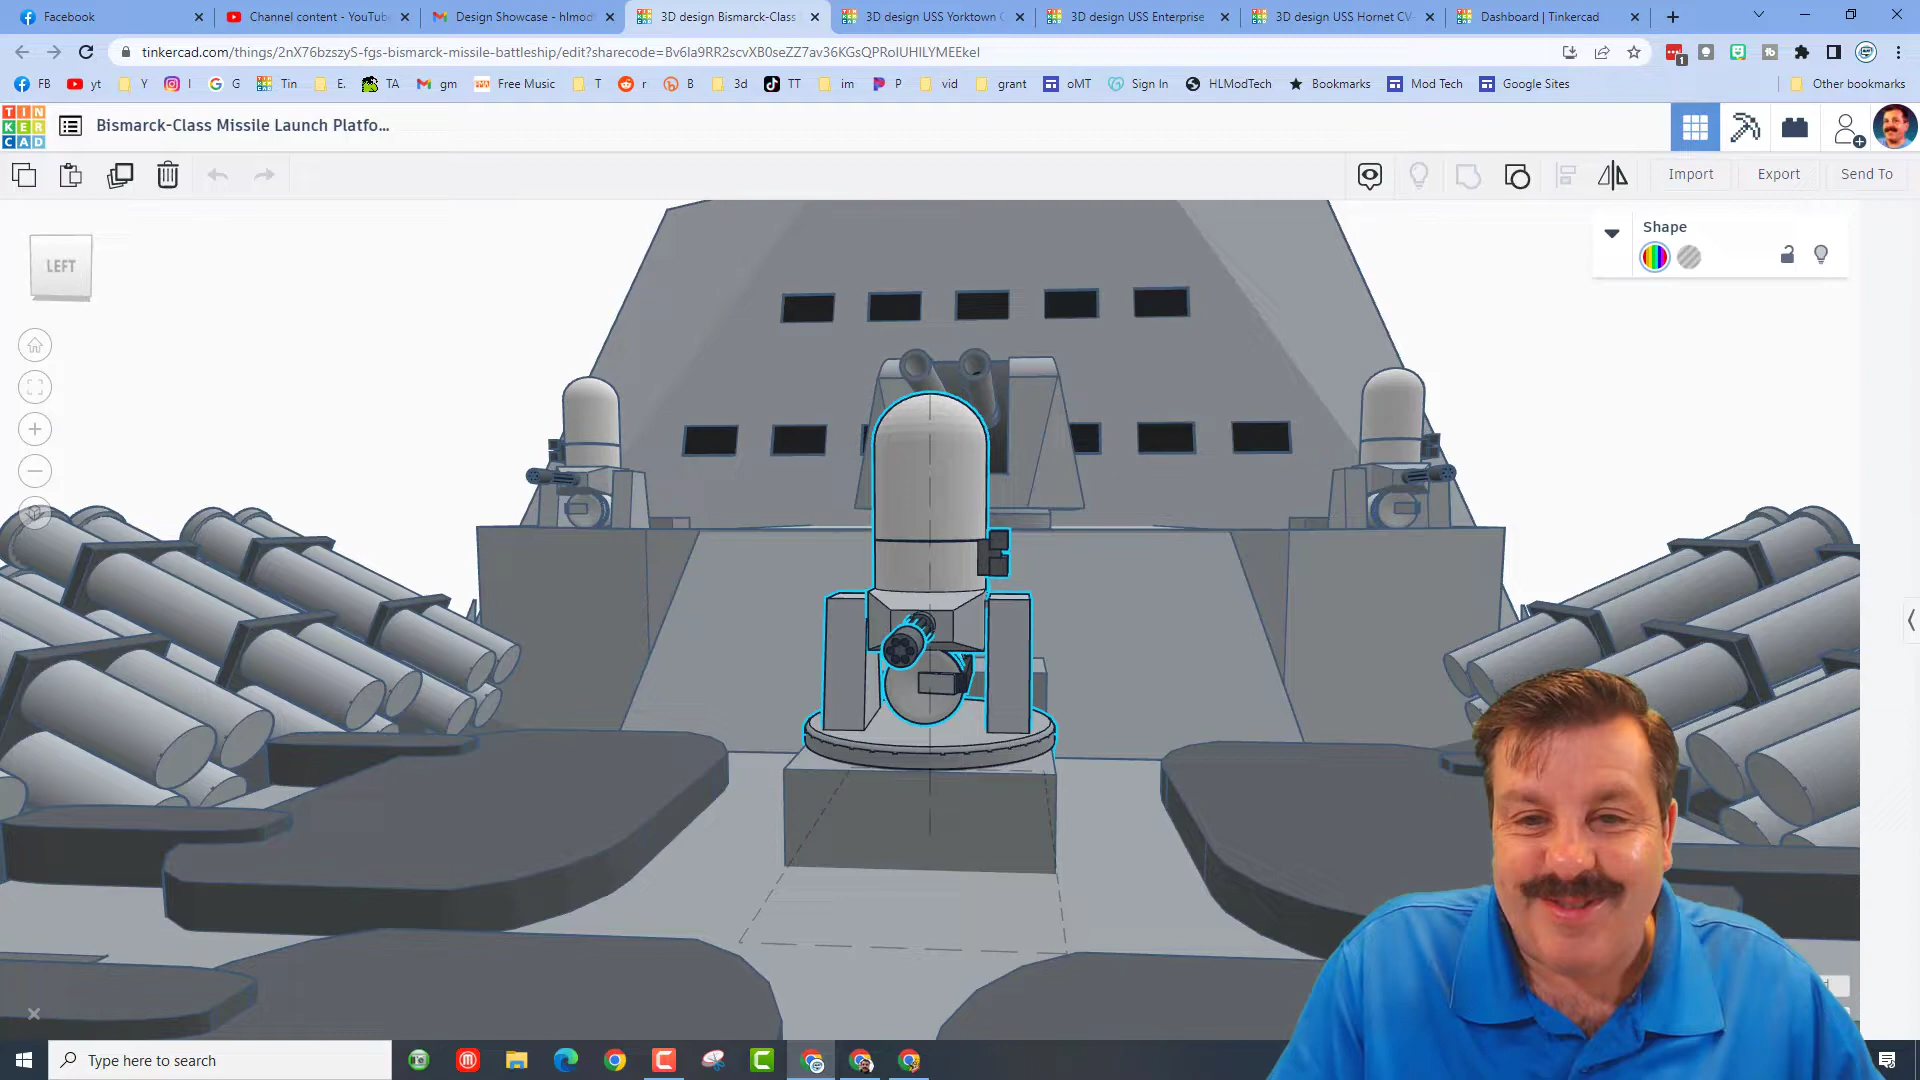 Facebook
Channel content - YouTub
Design Showcase - hlmodt
3D design Bismarck-Class
3D design USS Yorktown C
3D design USS Enterprise
3D design USS Hornet CV-
Dashboard | Tinkercad
tinkercad.com/things/2nX76bzszyS-fgs-bismarck-missile-battleship/edit?sharecode=Bv6Ia9RR2scvXB0seZZ7av36KGsQPRoIUHILYMEEkeI
1
FB
yt
Y
I
G
Tin
E.
TA
gm
Free Music
T
r
B
3d
TT
im
P
vid
grant
oMT
Sign In
HLModTech
Bookmarks
Mod Tech
Google Sites
Other bookmarks
TIN
KER
CAD
Bismarck-Class Missile Launch Platfo...
Import
Export
Send To
LEFT
Shape
Type here to search